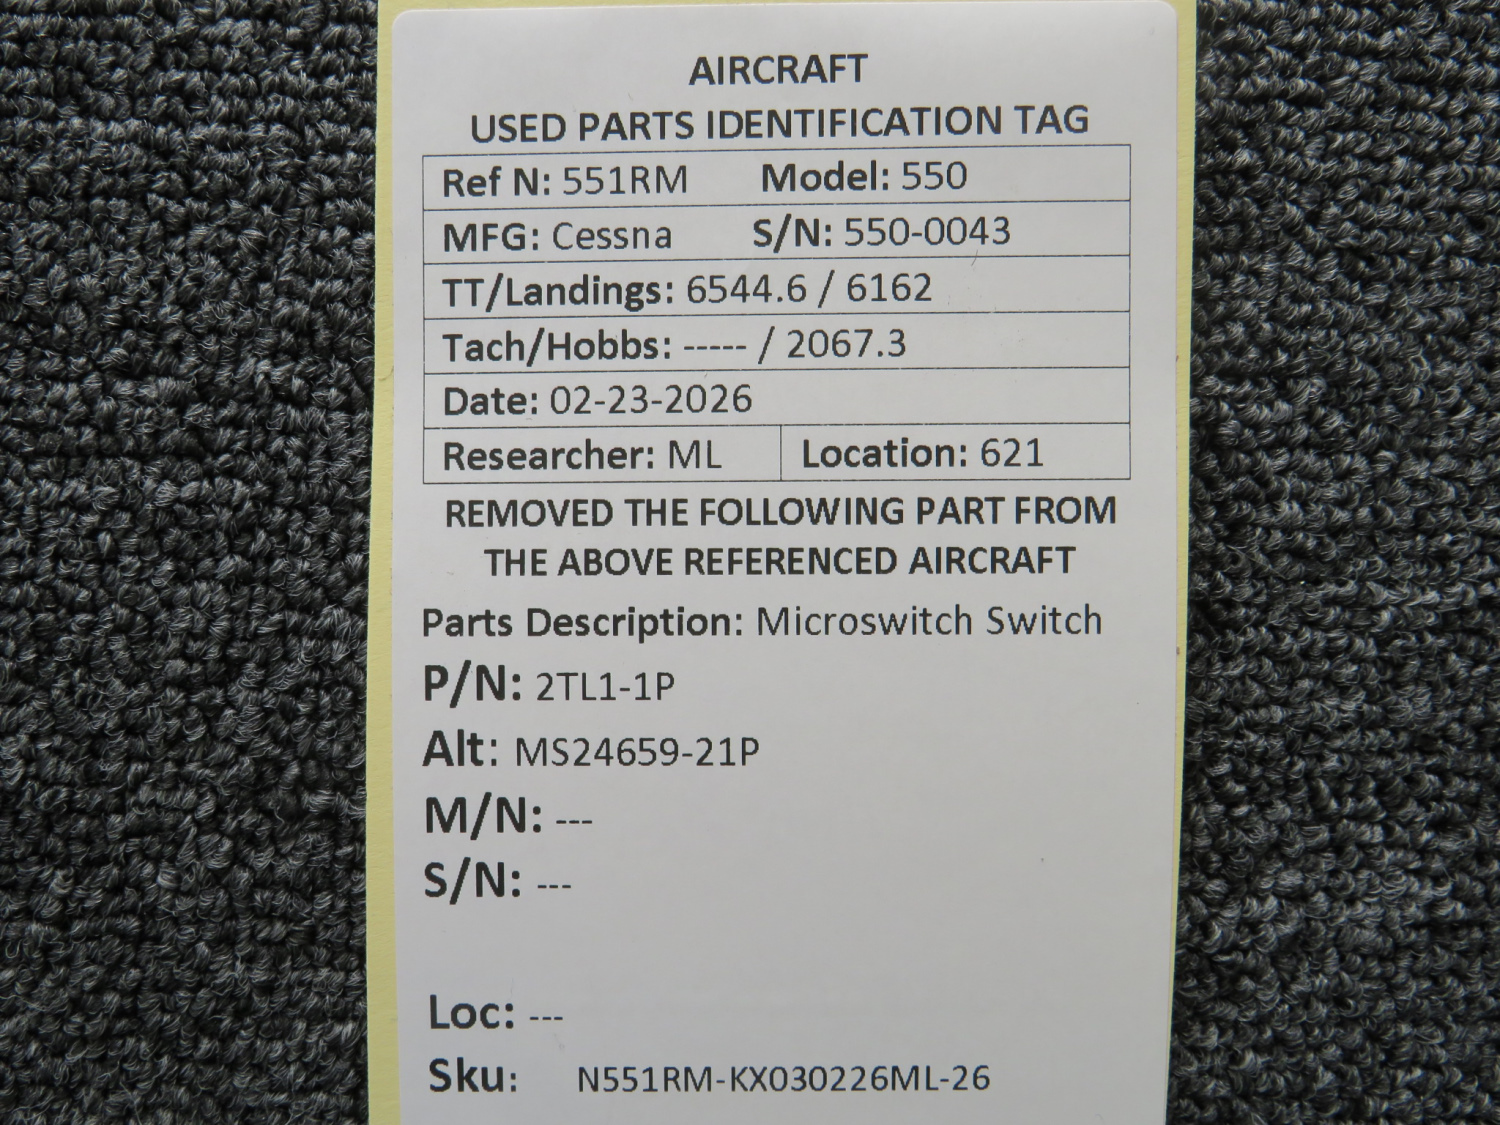 AIRCRAFT
USED PARTS IDENTIFICATION TAG
Ref N: 551RM Model: 550
MFG: Cessna S/N: 550-0043
TT/Landings: 6544.6 / 6162
Tach/Hobbs: ----- / 2067.3
Date: 02-23-2026
Researcher: ML Location: 621
REMOVED THE FOLLOWING PART FROM
THE ABOVE REFERENCED AIRCRAFT
Parts Description: Microswitch Switch
P/N: 2TL1-1P
Alt: MS24659-21P
M/N: ---
S/N: ---
Loc: ---
Sku: N551RM-KX030226ML-26